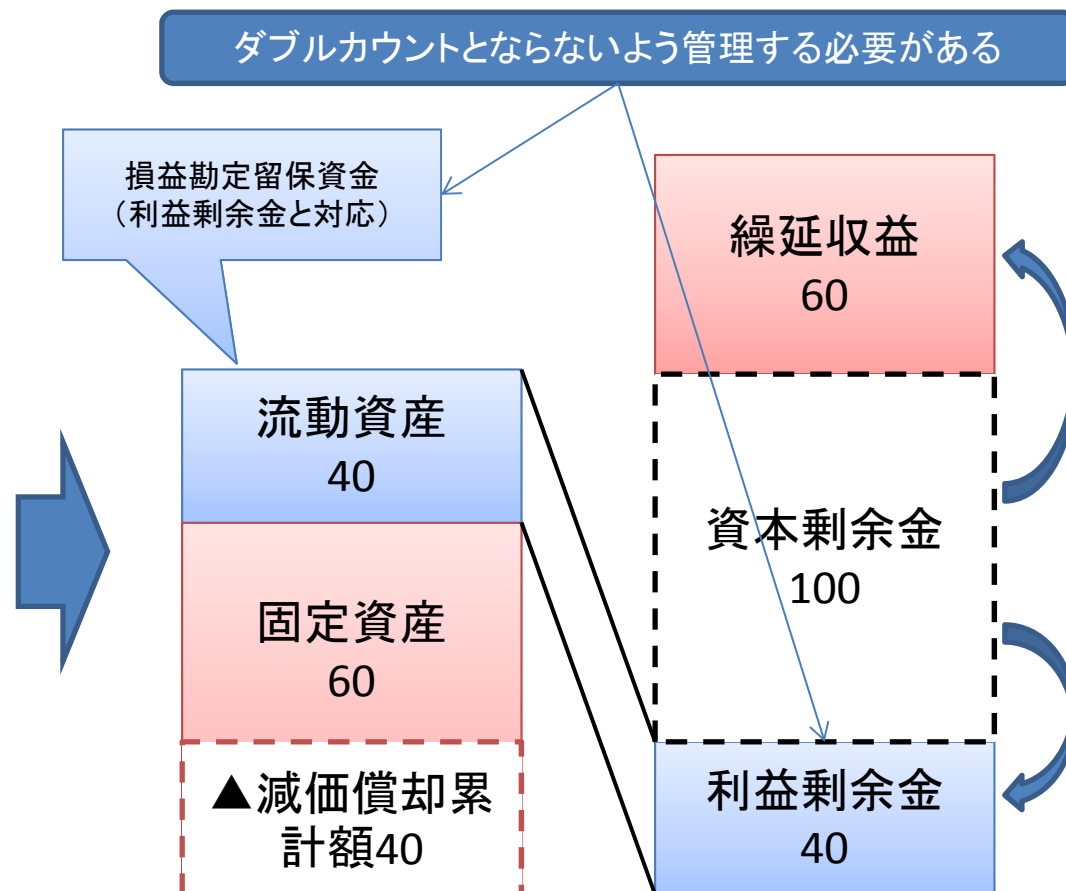 ダブルカウントとならないよう管理する必要がある
損益勘定留保資金
（利益剰余金と対応）
流動資産
40
固定資産
60
▲減価償却累
計額40
繰延収益
60
資本剰余金
100
利益剰余金
40